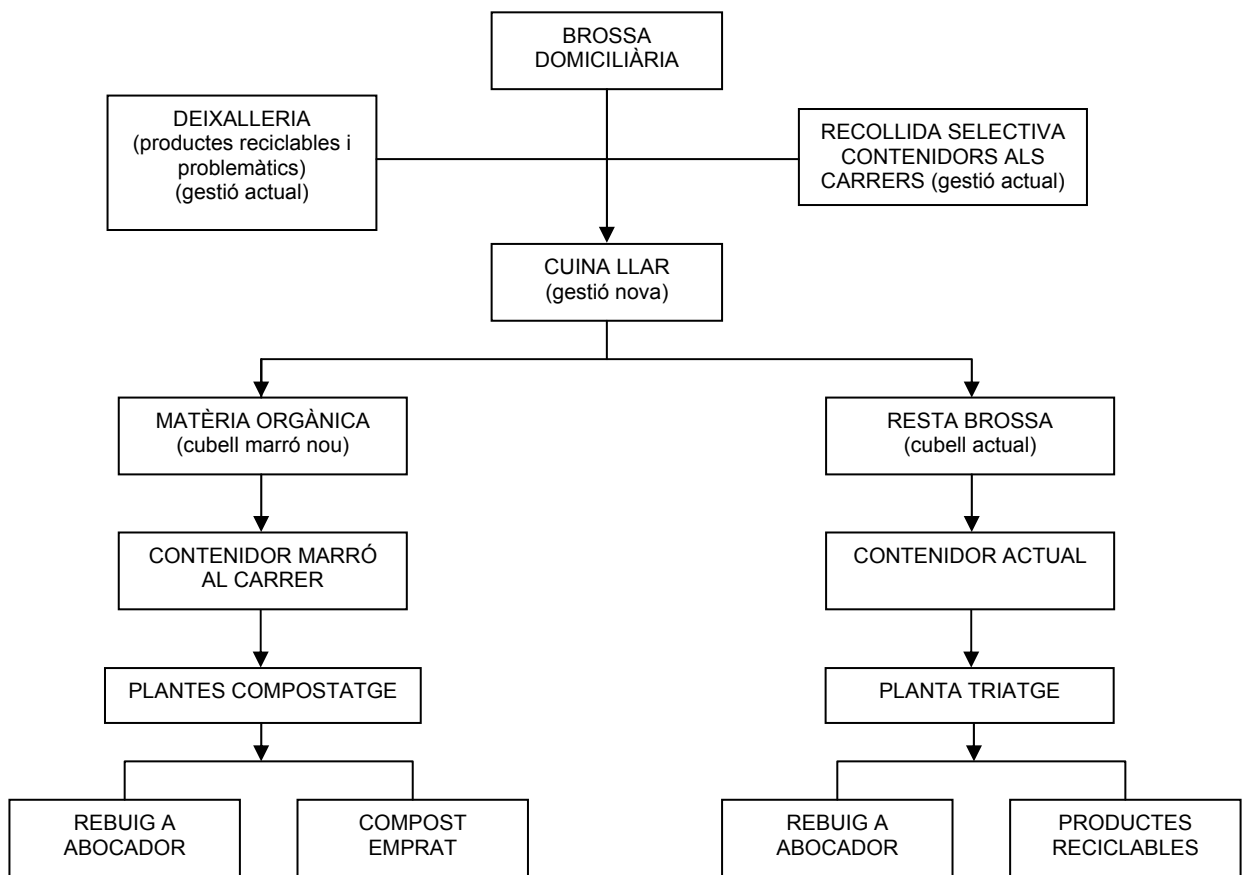 BROSSA
DOMICILIÀRIA
DEIXALLERIA
(productes reciclables i
problemàtics)
(gestió actual)
RECOLLIDA SELECTIVA
CONTENIDORS ALS
CARRERS (gestió actual)
CUINA LLAR
(gestió nova)
MATÈRIA ORGÀNICA
(cubell marró nou)
RESTA BROSSA
(cubell actual)
CONTENIDOR MARRÓ
AL CARRER
CONTENIDOR ACTUAL
PLANTES COMPOSTATGE
PLANTA TRIATGE
REBUIG A
ABOCADOR
COMPOST
EMPRAT
REBUIG A
ABOCADOR
PRODUCTES
RECICLABLES